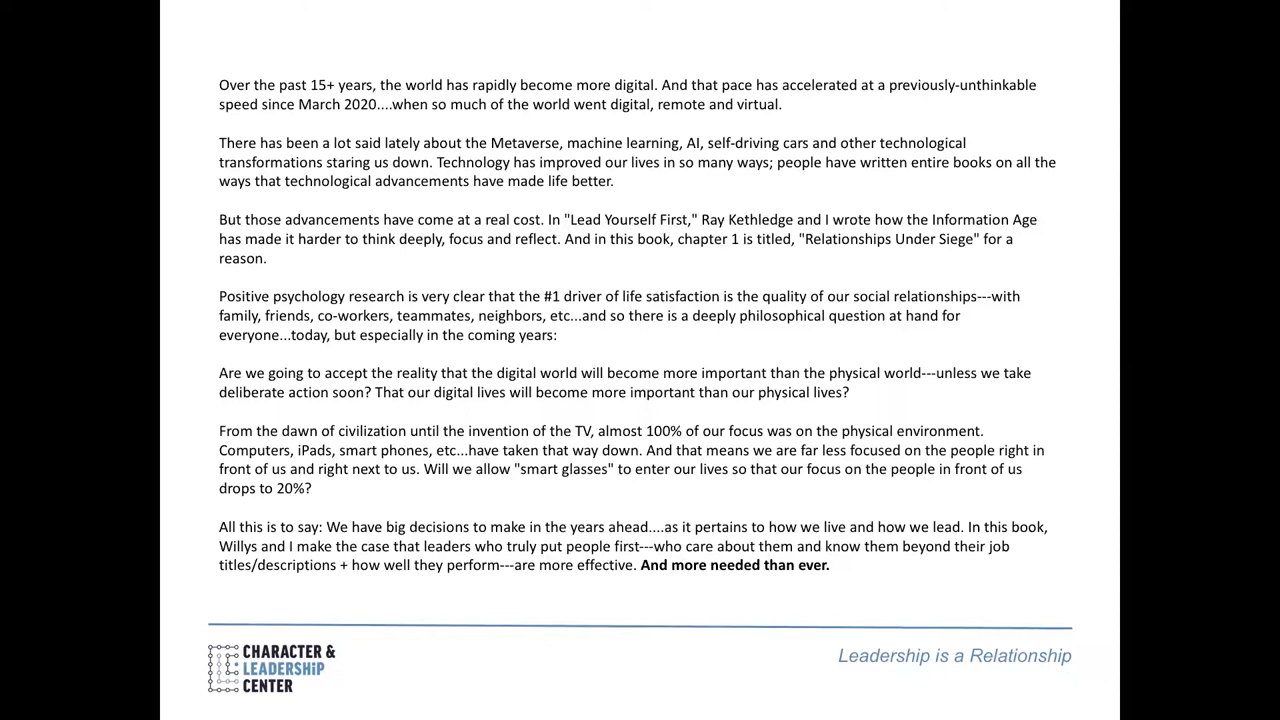 Over the past 15+ years, the world has rapidly become more digital. And that pace has accelerated at a previously-unthinkable
speed since March 2020....when so much of the world went digital, remote and virtual.
There has been a lot said lately about the Metaverse, machine learning, AI, self-driving cars and other technological
transformations staring us down. Technology has improved our lives in so many ways; people have written entire books on all the
ways that technological advancements have made life better.
But those advancements have come at a real cost. In "Lead Yourself First," Ray Kethledge and I wrote how the Information Age
has made it harder to think deeply, focus and reflect. And in this book, chapter 1 is titled, "Relationships Under Siege" for a
reason.
Positive psychology research is very clear that the #1 driver of life satisfaction is the quality of our social relationships---with
family, friends, co-workers, teammates, neighbors, etc...and so there is a deeply philosophical question at hand for
everyone...today, but especially in the coming years:
Are we going to accept the reality that the digital world will become more important than the physical world---unless we take
deliberate action soon? That our digital lives will become more important than our physical lives?
From the dawn of civilization until the invention of the TV, almost 100% of our focus was on the physical environment.
Computers, iPads, smart phones, etc...have taken that way down. And that means we are far less focused on the people right in
front of us and right next to us. Will we allow "smart glasses" to enter our lives so that our focus on the people in front of us
drops to 20%?
All this is to say: We have big decisions to make in the years ahead....as it pertains to how we live and how we lead. In this book,
Willys and I make the case that leaders who truly put people first---who care about them and know them beyond their job
titles/descriptions + how well they perform---are more effective. And more needed than ever.
CHARACTER &
LEADERSHiP
CENTER
Leadership is a Relationship